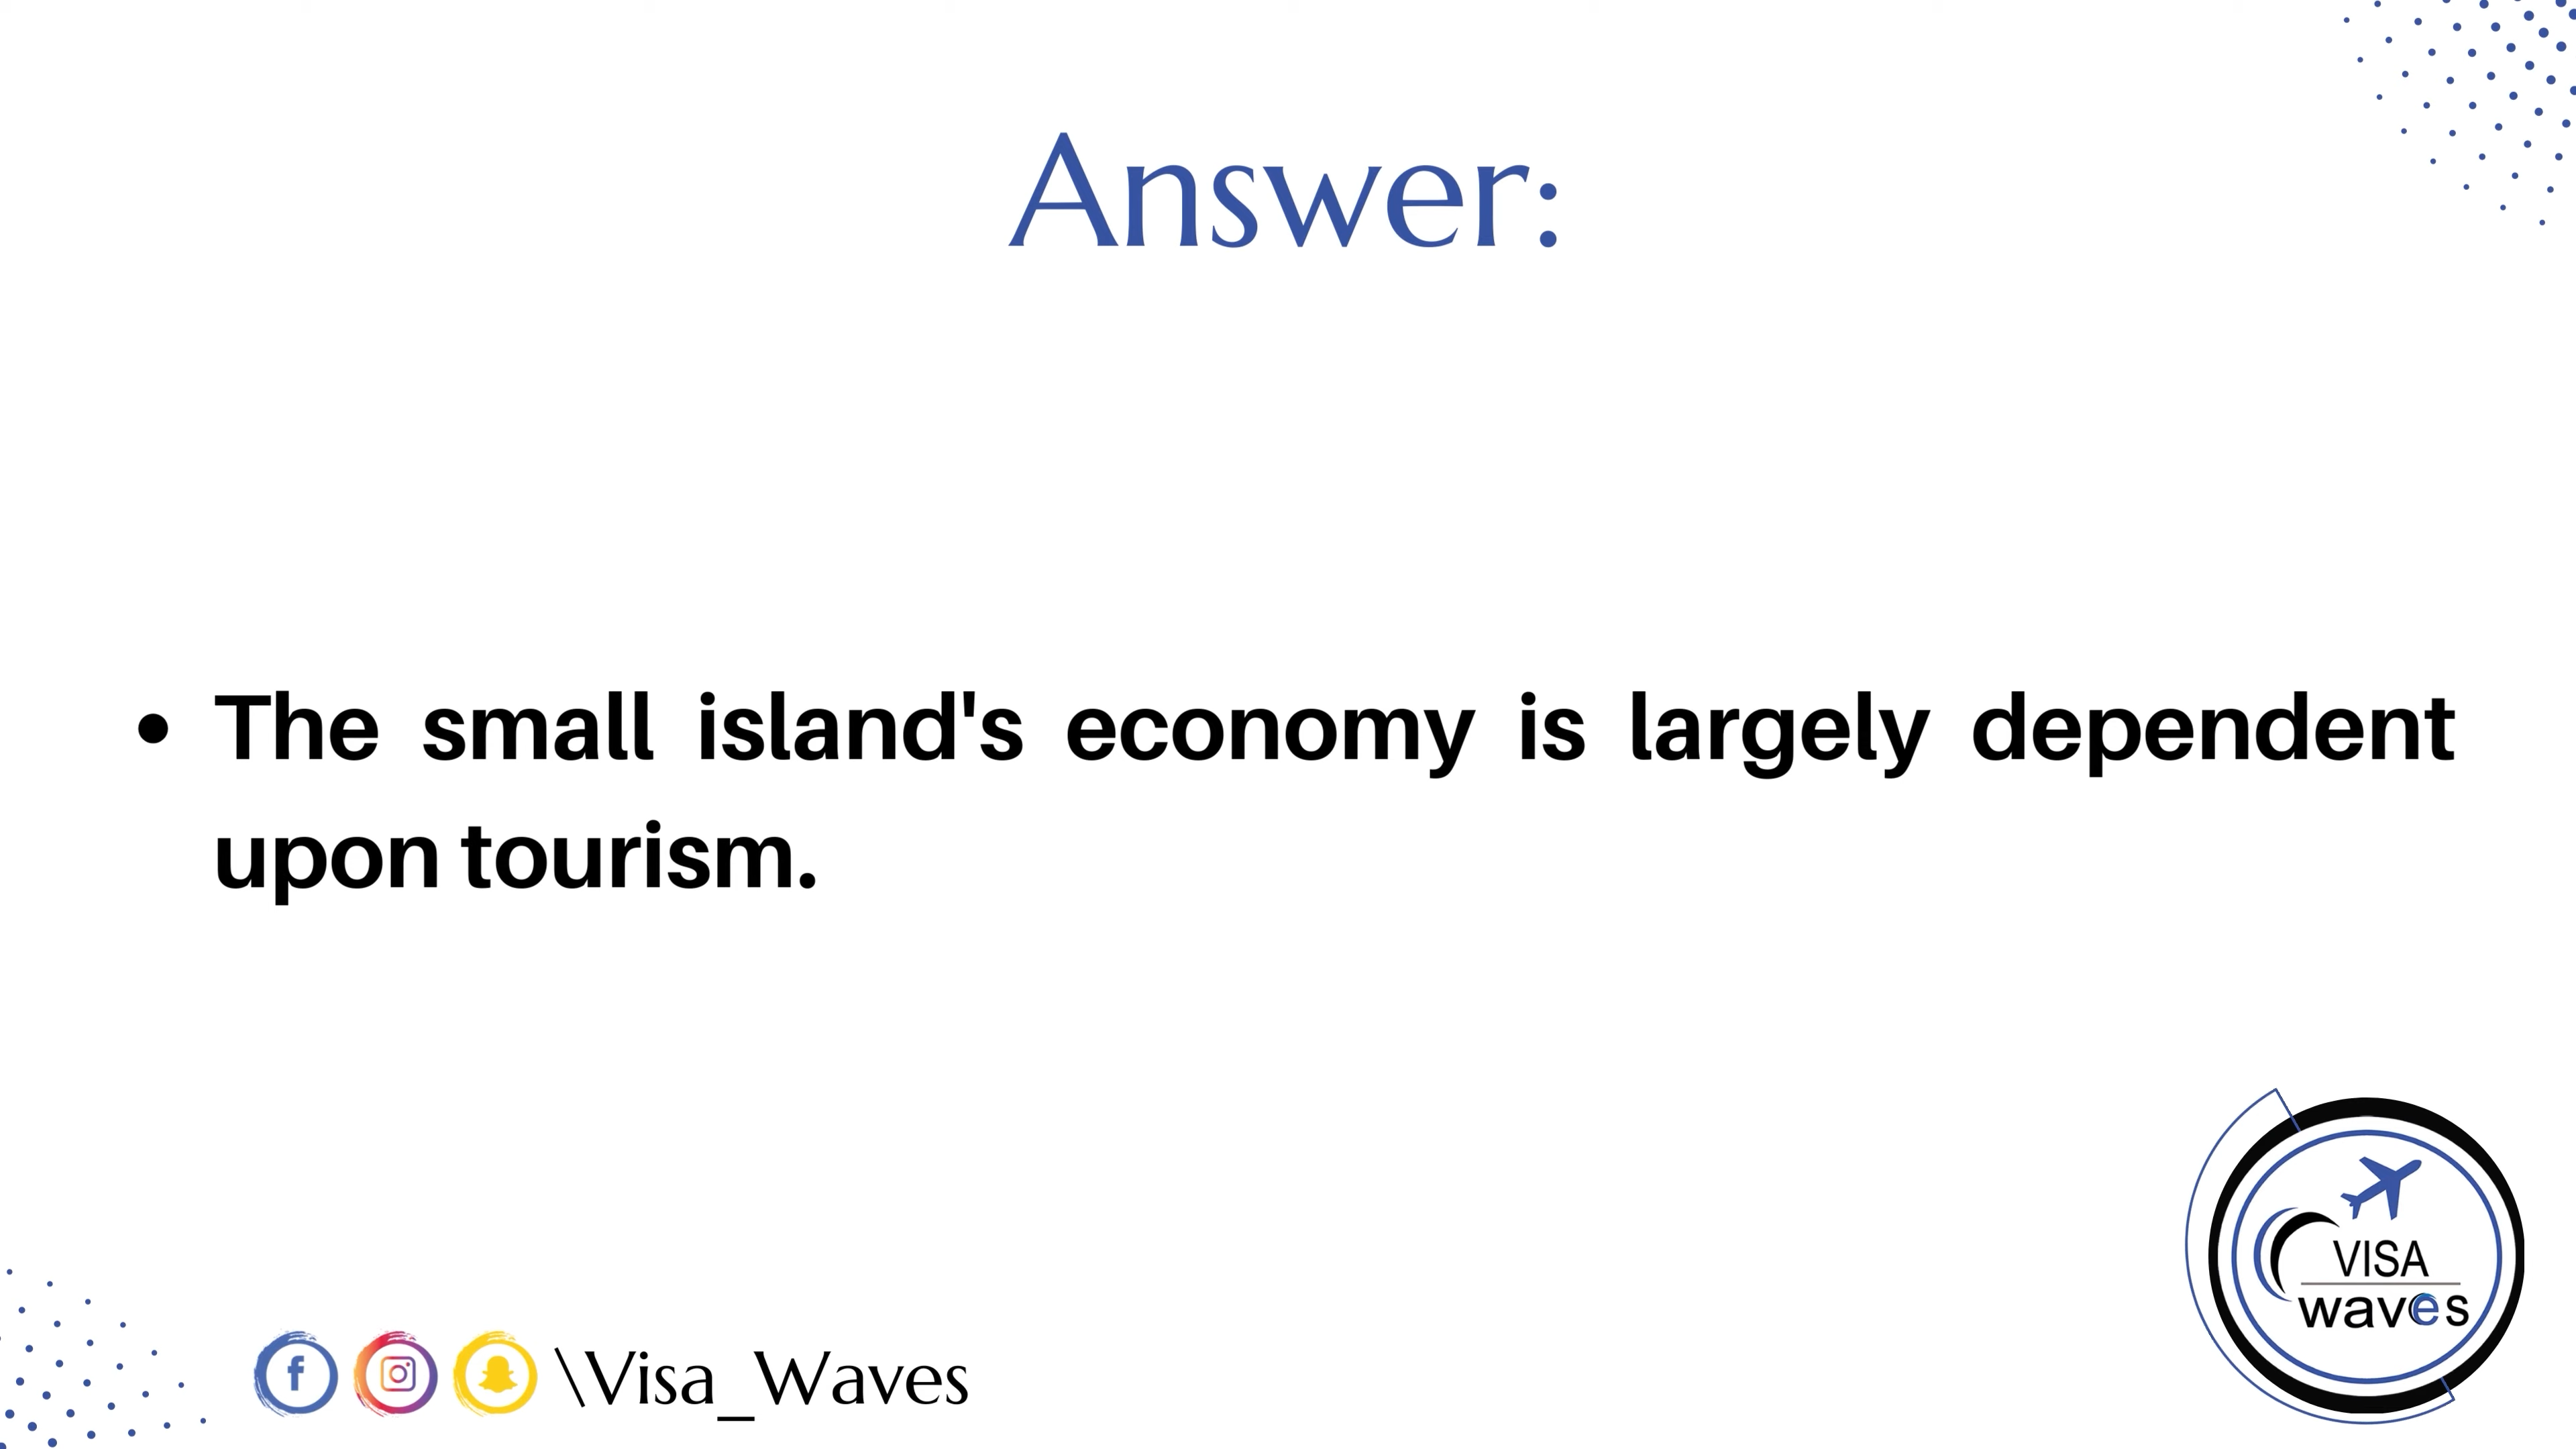 Answer:
• The small island's economy is largely dependent
upon tourism.
VISA
waves
\Visa_Waves